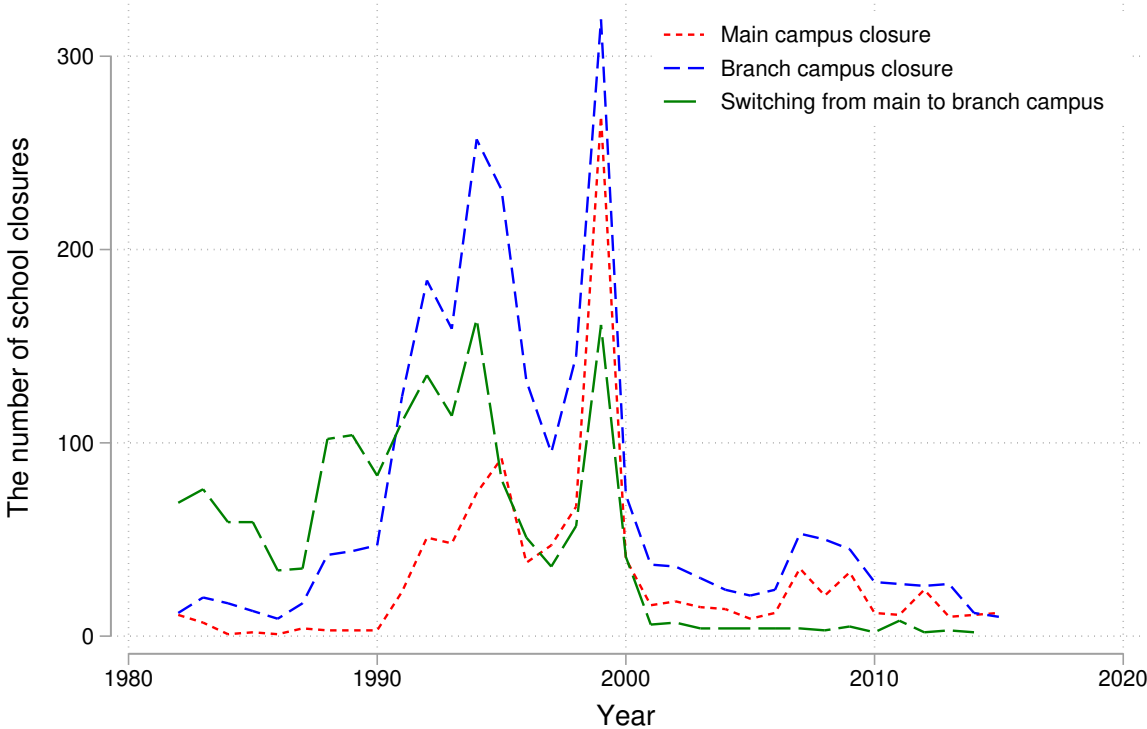 Main campus closure
Branch campus closure
Switching from main to branch campus
300
200
100
0
The number of school closures
1980
1990
2000
2010
2020
Year